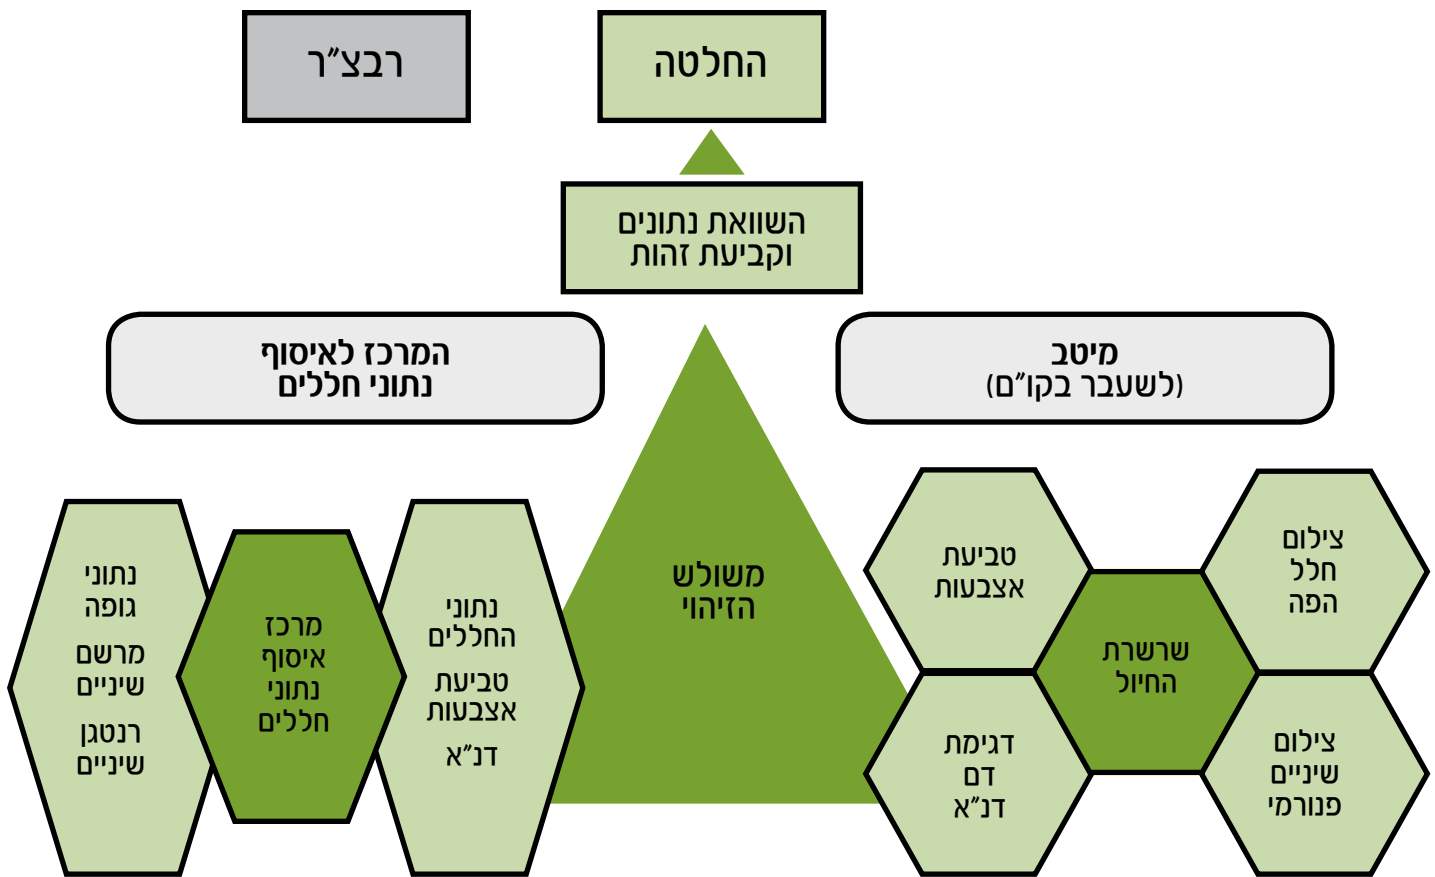 החלטה
רבצ״ר
השוואת נתונים
וקביעת זהות
מיטב
(לשעבר בקו״ם)
המרכז לאיסוף
נתוני חללים
צילום
חלל
הפה
טביעת
אצבעות
שרשרת
החיול
צילום
שיניים
פנורמי
דגימת
דם
דנ״א
משולש
הזיהוי
נתוני
החללים
טביעת
אצבעות
דנ״א
מרכז
איסוף
נתוני
חללים
נתוני
גופה
מרשם
שיניים
רנטגן
שיניים